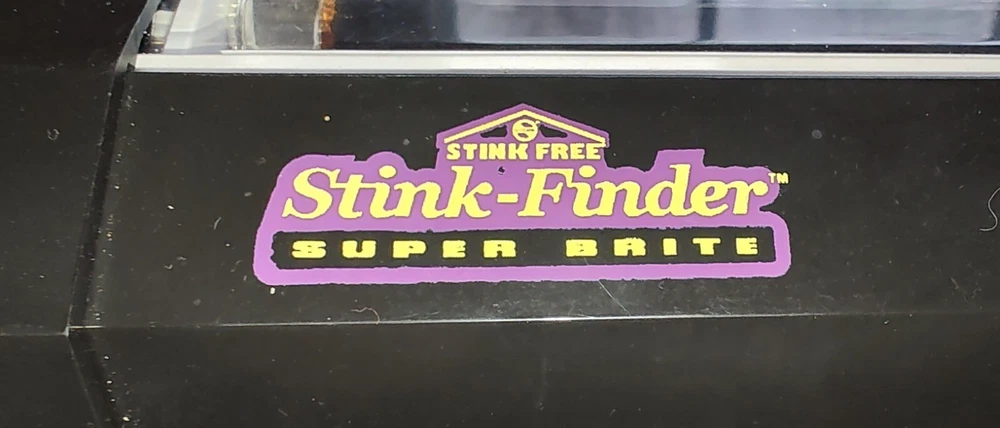 STINK FREE
Stink-Finder™
SUPER BRITE